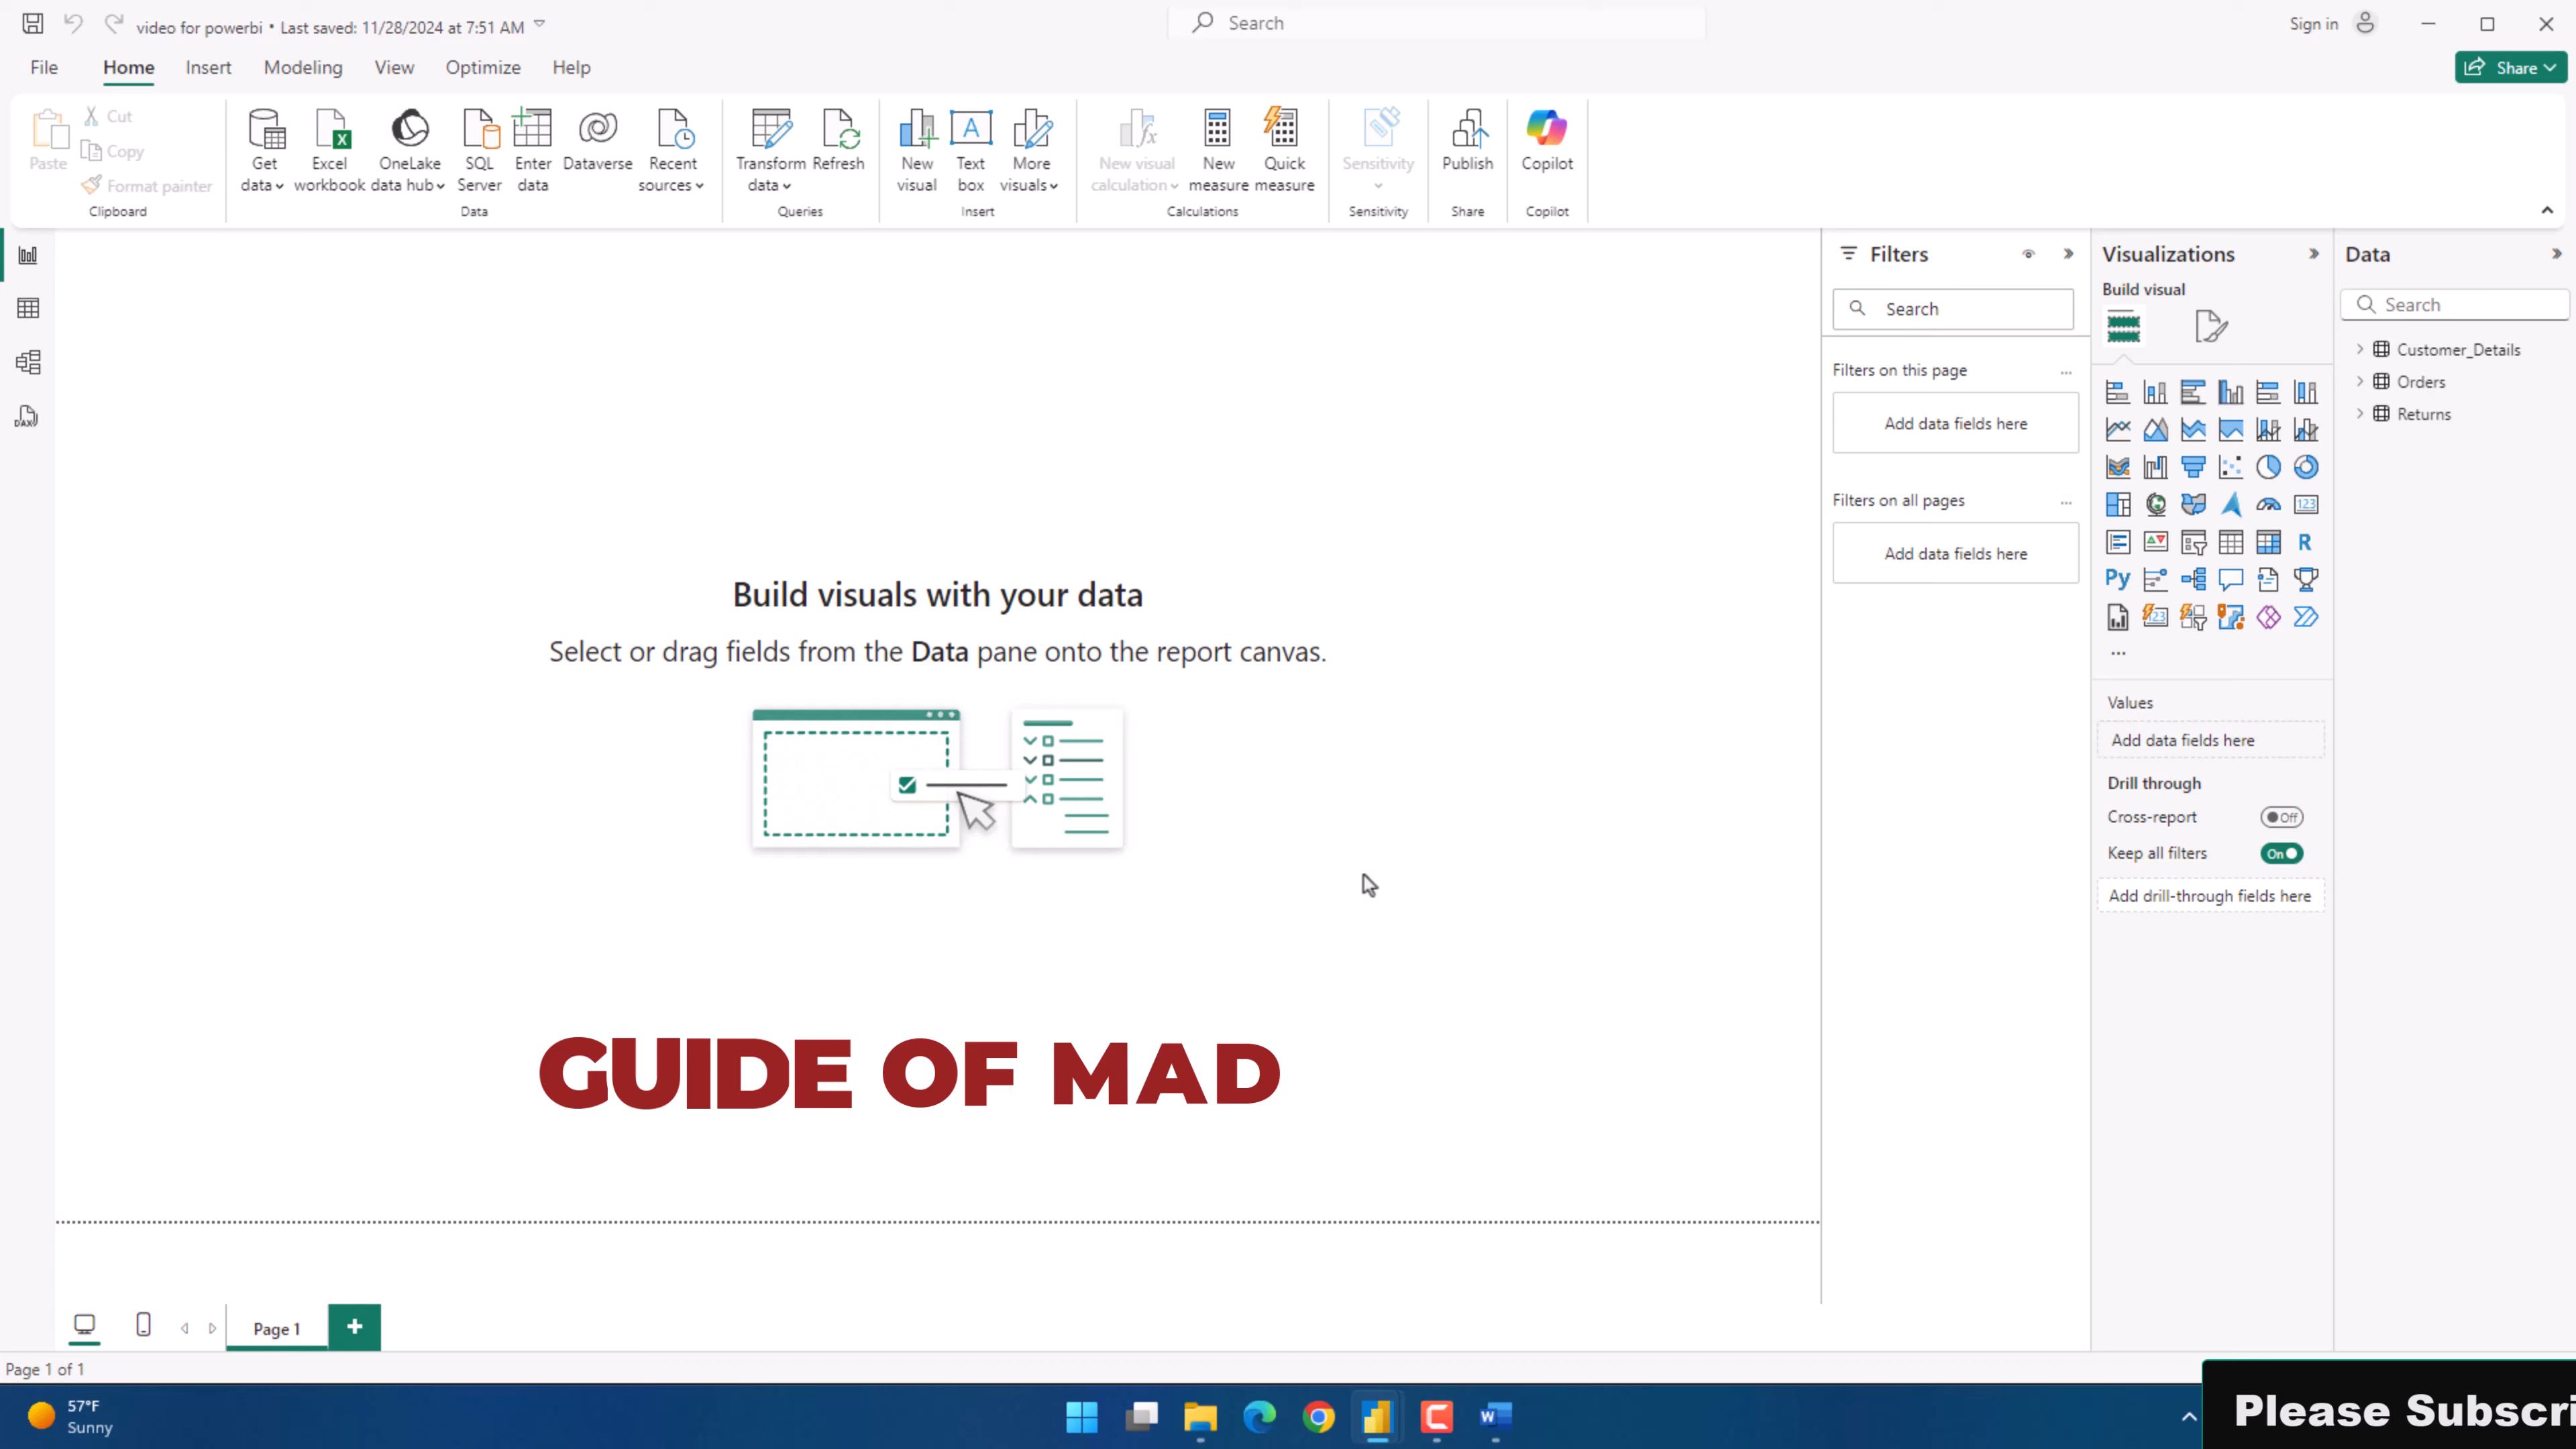 video for powerbi • Last saved: 11/28/2024 at 7:51 AM
Search
Sign in
File Home Insert Modeling View Optimize Help
Share
Paste
Cut
Copy
Format painter
Clipboard
Get data
Excel workbook
OneLake data hub
SQL Server
Enter data
Dataverse
Recent sources
Data
Transform data
Refresh
Queries
New visual
Text box
More visuals
Insert
New visual calculation
New measure
Quick measure
Calculations
Sensitivity
Sensitivity
Publish
Share
Copilot
Copilot
DAX
Build visuals with your data
Select or drag fields from the Data pane onto the report canvas.
GUIDE OF MAD
Filters
Search
Filters on this page
Add data fields here
Filters on all pages
Add data fields here
Visualizations
Build visual
123
R
Py
123
Values
Add data fields here
Drill through
Cross-report
Off
Keep all filters
On
Add drill-through fields here
Data
Search
Customer_Details
Orders
Returns
Page 1
Page 1 of 1
57°F
Sunny
Please Subscri